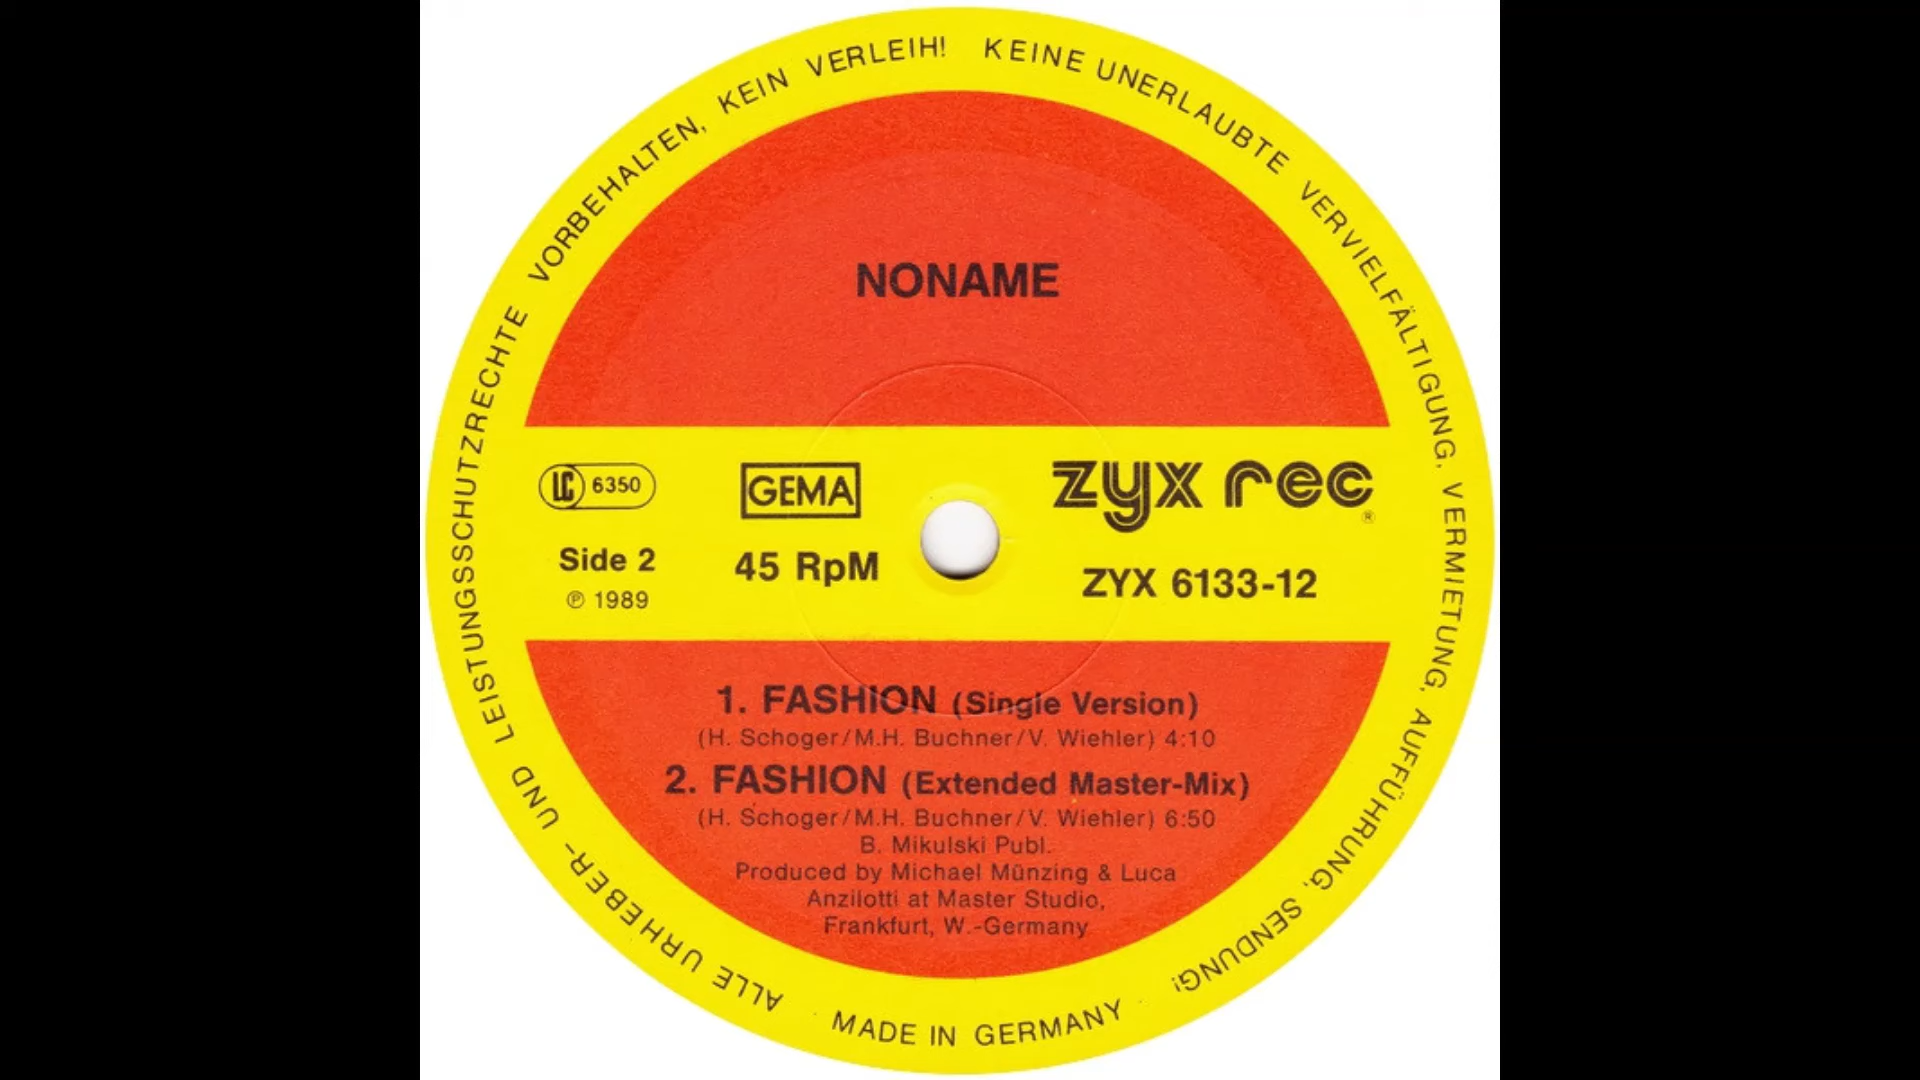 ALLE URHEBER- UND LEISTUNGSSCHUTZRECHTE VORBEHALTEN, KEIN VERLEIH! KEINE UNERLAUBTE VERVIELFÄLTIGUNG, VERMIETUNG, AUFFÜHRUNG, SENDUNG!
NONAME
LC 6350
GEMA
zyx rec ®
Side 2
45 RpM
ZYX 6133-12
℗ 1989
1. FASHION (Single Version)
(H. Schoger/M.H. Buchner/V. Wiehler) 4:10
2. FASHION (Extended Master-Mix)
(H. Schoger/M.H. Buchner/V. Wiehler) 6:50
B. Mikulski Publ.
Produced by Michael Münzing & Luca
Anzilotti at Master Studio,
Frankfurt, W.-Germany
MADE IN GERMANY